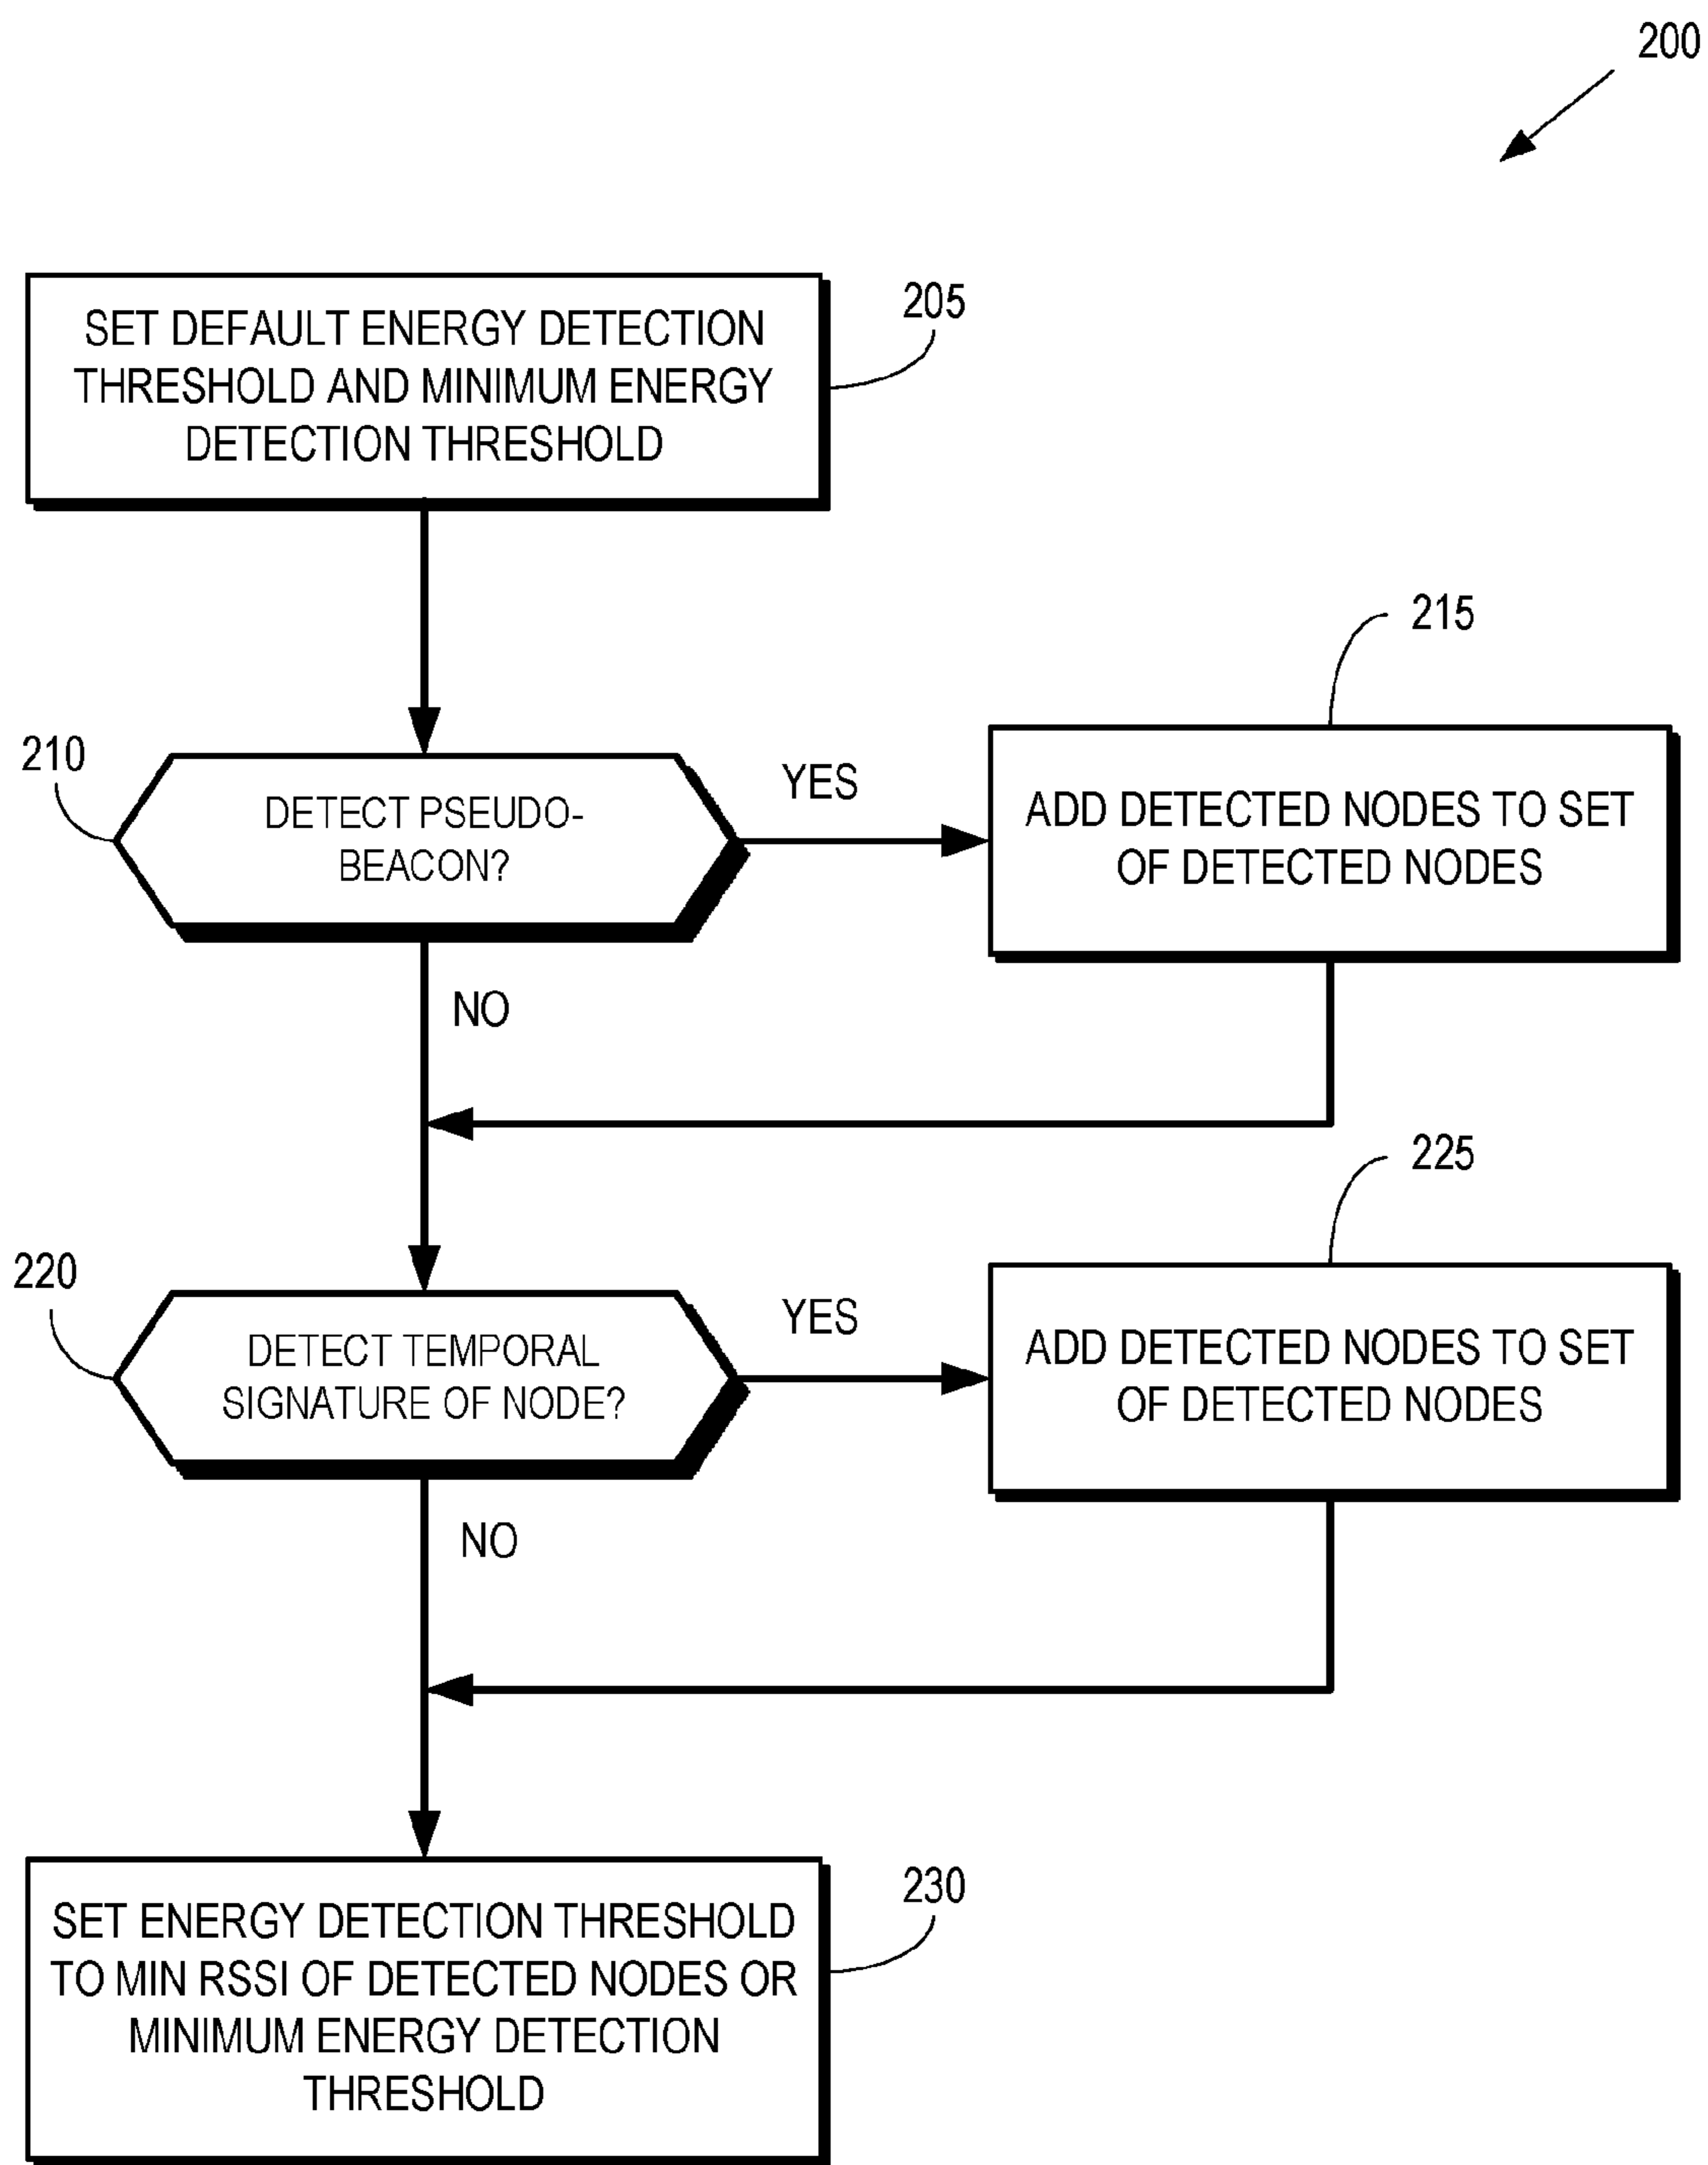 200
SET DEFAULT ENERGY DETECTION
THRESHOLD AND MINIMUM ENERGY
DETECTION THRESHOLD
205
210
DETECT PSEUDO-
BEACON?
YES
215
ADD DETECTED NODES TO SET
OF DETECTED NODES
NO
220
DETECT TEMPORAL
SIGNATURE OF NODE?
YES
225
ADD DETECTED NODES TO SET
OF DETECTED NODES
NO
SET ENERGY DETECTION THRESHOLD
TO MIN RSSI OF DETECTED NODES OR
MINIMUM ENERGY DETECTION
THRESHOLD
230